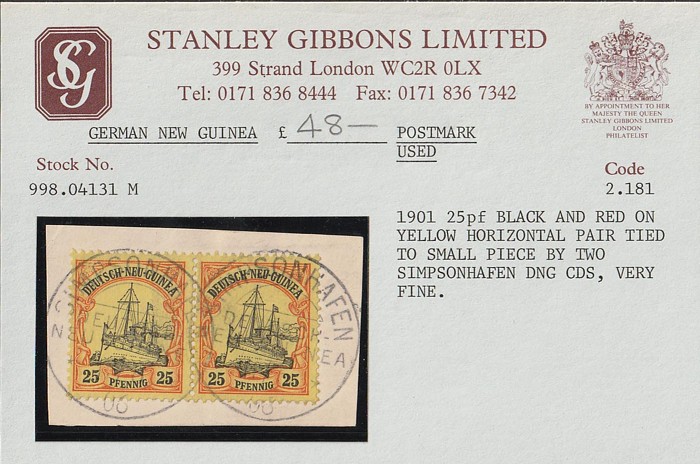 SG
STANLEY GIBBONS LIMITED
399 Strand London WC2R 0LX
Tel: 0171 836 8444 Fax: 0171 836 7342
BY APPOINTMENT TO HER
MAJESTY THE QUEEN
STANLEY GIBBONS LIMITED
LONDON
PHILATELIST
GERMAN NEW GUINEA £ 48— POSTMARK
USED
Stock No.
998.04131 M
Code
2.181
1901 25pf BLACK AND RED ON
YELLOW HORIZONTAL PAIR TIED
TO SMALL PIECE BY TWO
SIMPSONHAFEN DNG CDS, VERY
FINE.
DEUTSCH-NEU-GUINEA
25 PFENNIG 25
06
DEUTSCH-NEU-GUINEA
25 PFENNIG 25
06